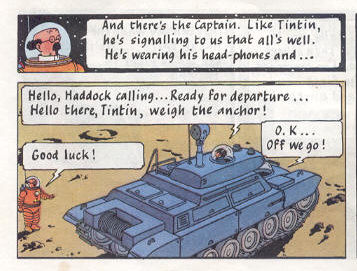 And there's the Captain. Like Tintin,
he's signalling to us that all's well.
He's wearing his head-phones and ...
Hello, Haddock calling... Ready for departure ...
Hello there, Tintin, weigh the anchor!
O.K...
Off we go!
Good luck!